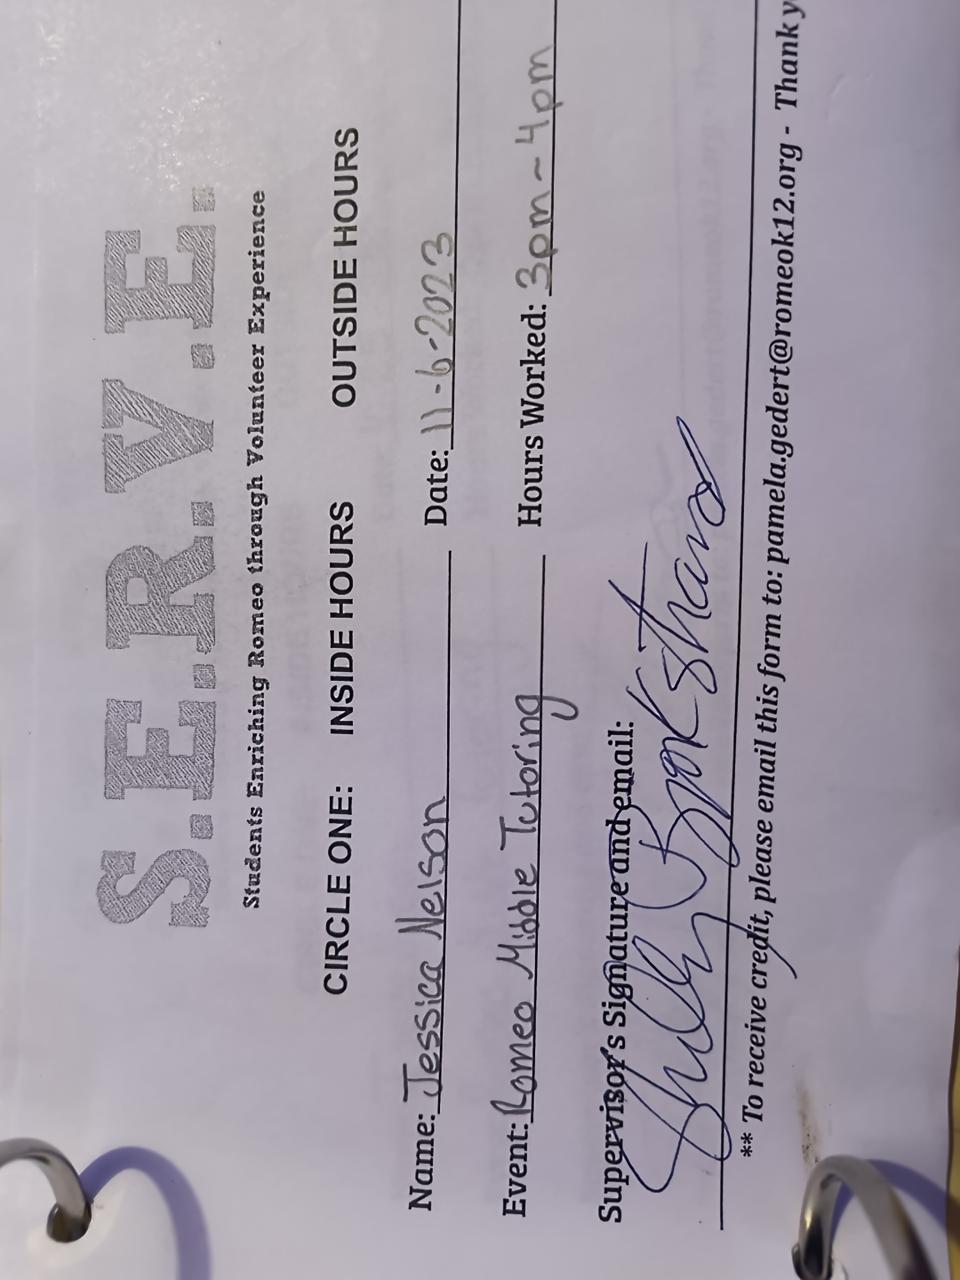 S.E.R.V.E.
Students Enriching Romeo through Volunteer Experience
CIRCLE ONE: INSIDE HOURS OUTSIDE HOURS
Name: Jessica Nelson Date: 11-6-2023
Event: Romeo Middle Tutoring Hours Worked: 3pm - 4pm
Supervisor's Signature and email:
Shelly
** To receive credit, please email this form to: pamela.gedert@romeok12.org - Thank y